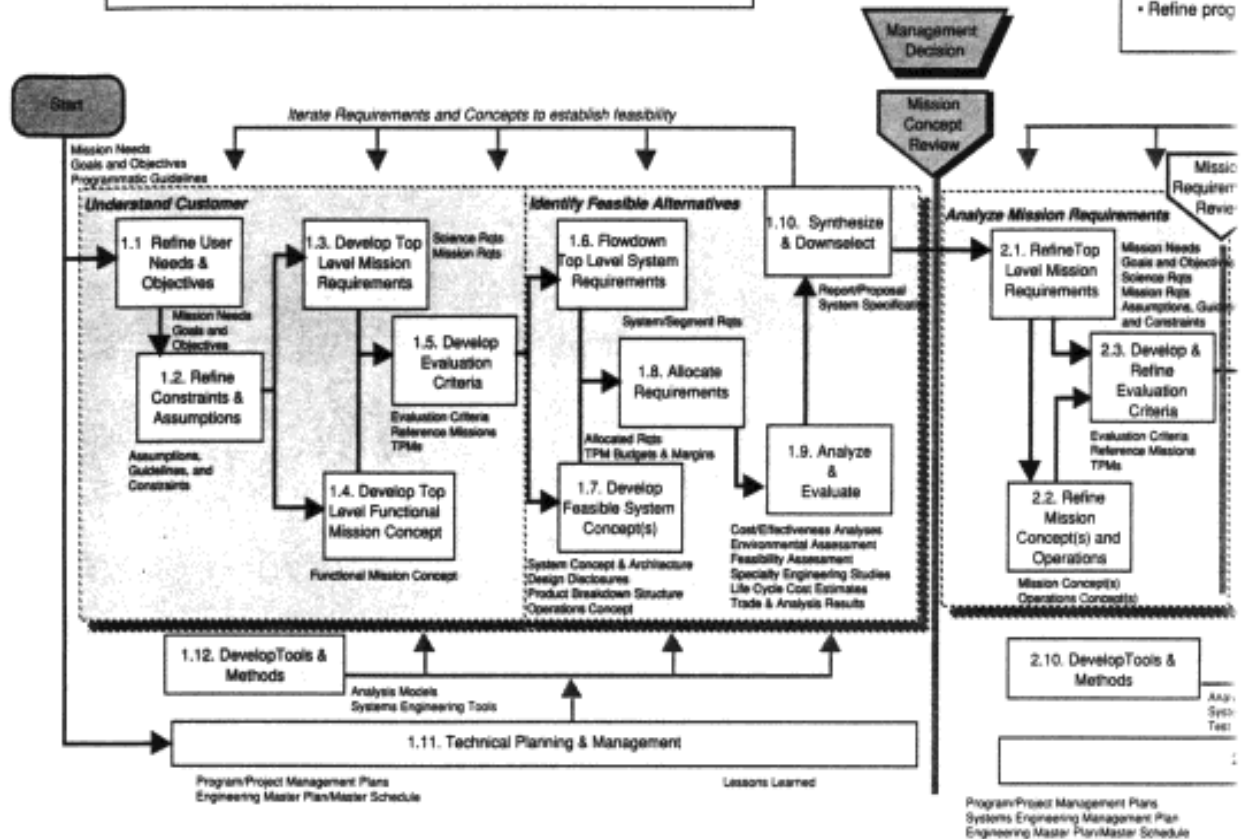 • Refine prog
Management
Decision
Start
Mission
Concept
Review
Iterate Requirements and Concepts to establish feasibility
Mission Needs
Goals and Objectives
Programmatic Guidelines
Understand Customer
1.1 Refine User
Needs &
Objectives
Mission Needs
Goals and
Objectives
1.2. Refine
Constraints &
Assumptions
Assumptions,
Guidelines, and
Constraints
1.3. Develop Top
Level Mission
Requirements
Science Rqts
Mission Rqts
1.5. Develop
Evaluation
Criteria
Evaluation Criteria
Reference Missions
TPMs
1.4. Develop Top
Level Functional
Mission Concept
Functional Mission Concept
Identify Feasible Alternatives
1.6. Flowdown
Top Level System
Requirements
System/Segment Rqts
1.8. Allocate
Requirements
Allocated Rqts
TPM Budgets & Margins
1.7. Develop
Feasible System
Concept(s)
System Concept & Architecture
Design Disclosures
Product Breakdown Structure
Operations Concept
1.10. Synthesize
& Downselect
Report/Proposal
System Specificati
1.9. Analyze
&
Evaluate
Cost/Effectiveness Analyses
Environmental Assessment
Feasibility Assessment
Specialty Engineering Studies
Life Cycle Cost Estimates
Trade & Analysis Results
1.12. DevelopTools &
Methods
Analysis Models
Systems Engineering Tools
1.11. Technical Planning & Management
Program/Project Management Plans
Engineering Master Plan/Master Schedule
Lessons Learned
Missic
Requirem
Revie
Analyze Mission Requirements
2.1. RefineTop
Level Mission
Requirements
Mission Needs
Goals and Objectives
Science Rqts
Mission Rqts
Assumptions, Guide
and Constraints
2.3. Develop &
Refine
Evaluation
Criteria
Evaluation Criteria
Reference Missions
TPMs
2.2. Refine
Mission
Concept(s) and
Operations
Mission Concept(s)
Operations Concept(s)
2.10. DevelopTools &
Methods
Program/Project Management Plans
Systems Engineering Management Plan
Engineering Master Plan/Master Schedule